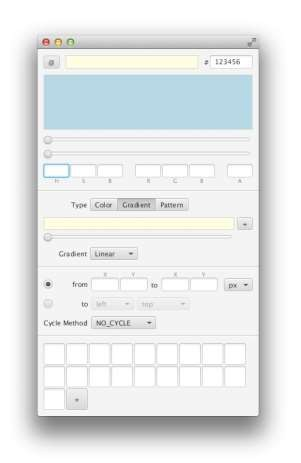 @ # 123456
H S B R G B A
Type Color Gradient Pattern
Gradient Linear
X Y X Y
from to px
to left top
Cycle Method NO_CYCLE
+